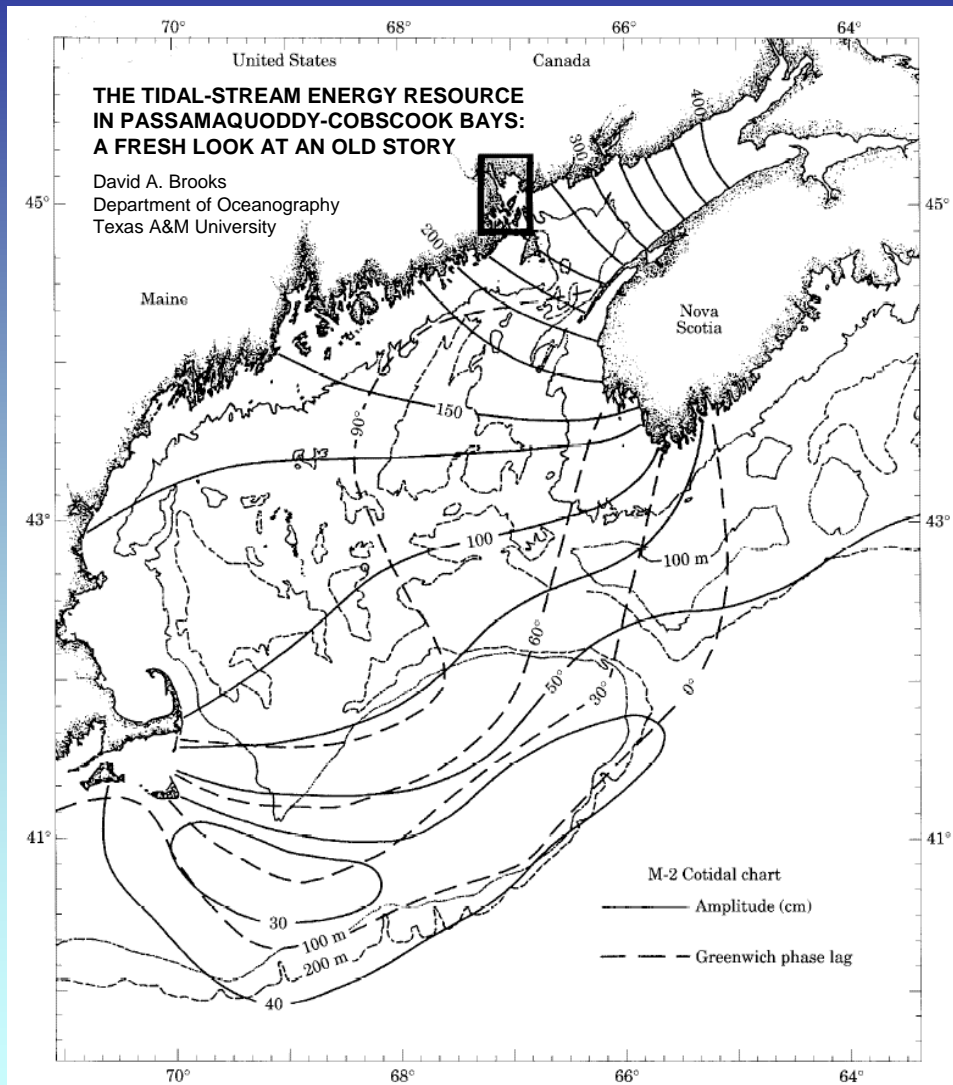 70° 68° 66° 64°
United States Canada
THE TIDAL-STREAM ENERGY RESOURCE
IN PASSAMAQUODDY-COBSCOOK BAYS:
A FRESH LOOK AT AN OLD STORY
David A. Brooks
Department of Oceanography
Texas A&M University
400
300
45° 45°
200
Maine
Nova
Scotia
150
90°
43° 43°
100
100 m
60°
50°
30°
0°
41° 41°
M-2 Cotidal chart
Amplitude (cm)
30
100 m
Greenwich phase lag
200 m
40
70° 68° 66° 64°